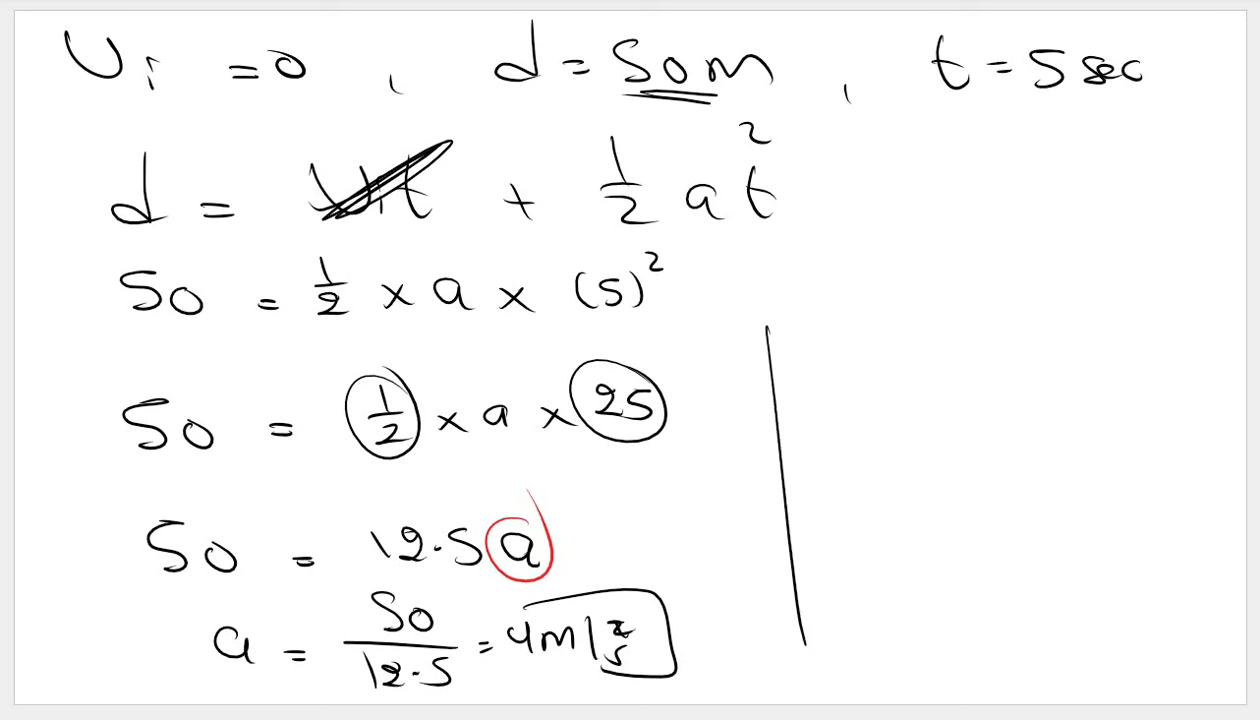 Vi = 0 , d = 50m , t = 5 sec
d = Vit + 1/2 at²
50 = 1/2 × a × (5)²
50 = 1/2 × a × 25
50 = 12.5 a
a = 50/12.5 = 4m/s²